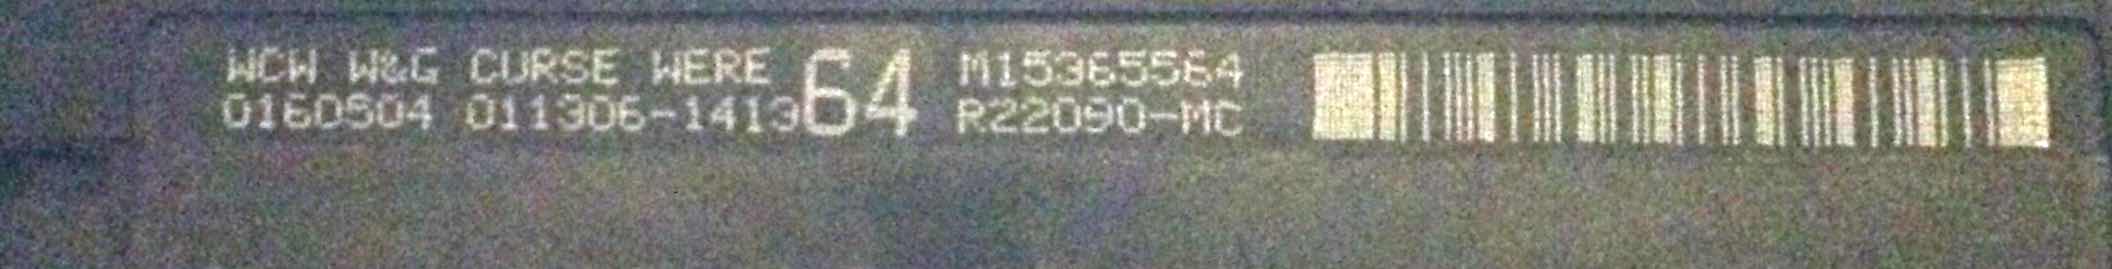 WCW W&G CURSE WERE 64 M15365564
0160504 011306-1413 R22090-MC